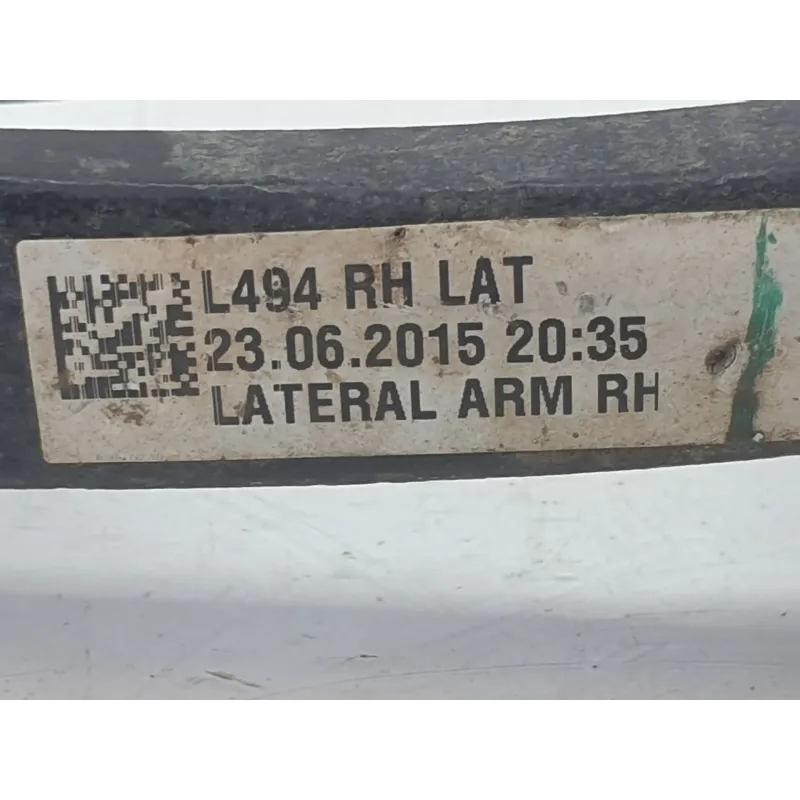 L494 RH LAT
23.06.2015 20:35
LATERAL ARM RH